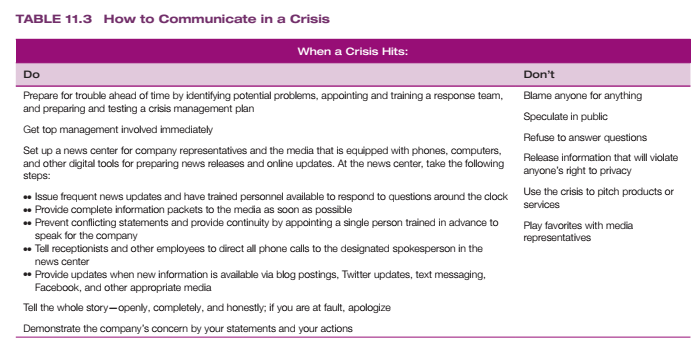 TABLE 11.3 How to Communicate in a Crisis
When a Crisis Hits:
Do
Prepare for trouble ahead of time by identifying potential problems, appointing and training a response team,
and preparing and testing a crisis management plan
Get top management involved immediately
Set up a news center for company representatives and the media that is equipped with phones, computers,
and other digital tools for preparing news releases and online updates. At the news center, take the following
steps:
•• Issue frequent news updates and have trained personnel available to respond to questions around the clock
•• Provide complete information packets to the media as soon as possible
•• Prevent conflicting statements and provide continuity by appointing a single person trained in advance to
speak for the company
•• Tell receptionists and other employees to direct all phone calls to the designated spokesperson in the
news center
•• Provide updates when new information is available via blog postings, Twitter updates, text messaging,
Facebook, and other appropriate media
Tell the whole story—openly, completely, and honestly; if you are at fault, apologize
Demonstrate the company's concern by your statements and your actions
Don't
Blame anyone for anything
Speculate in public
Refuse to answer questions
Release information that will violate
anyone's right to privacy
Use the crisis to pitch products or
services
Play favorites with media
representatives